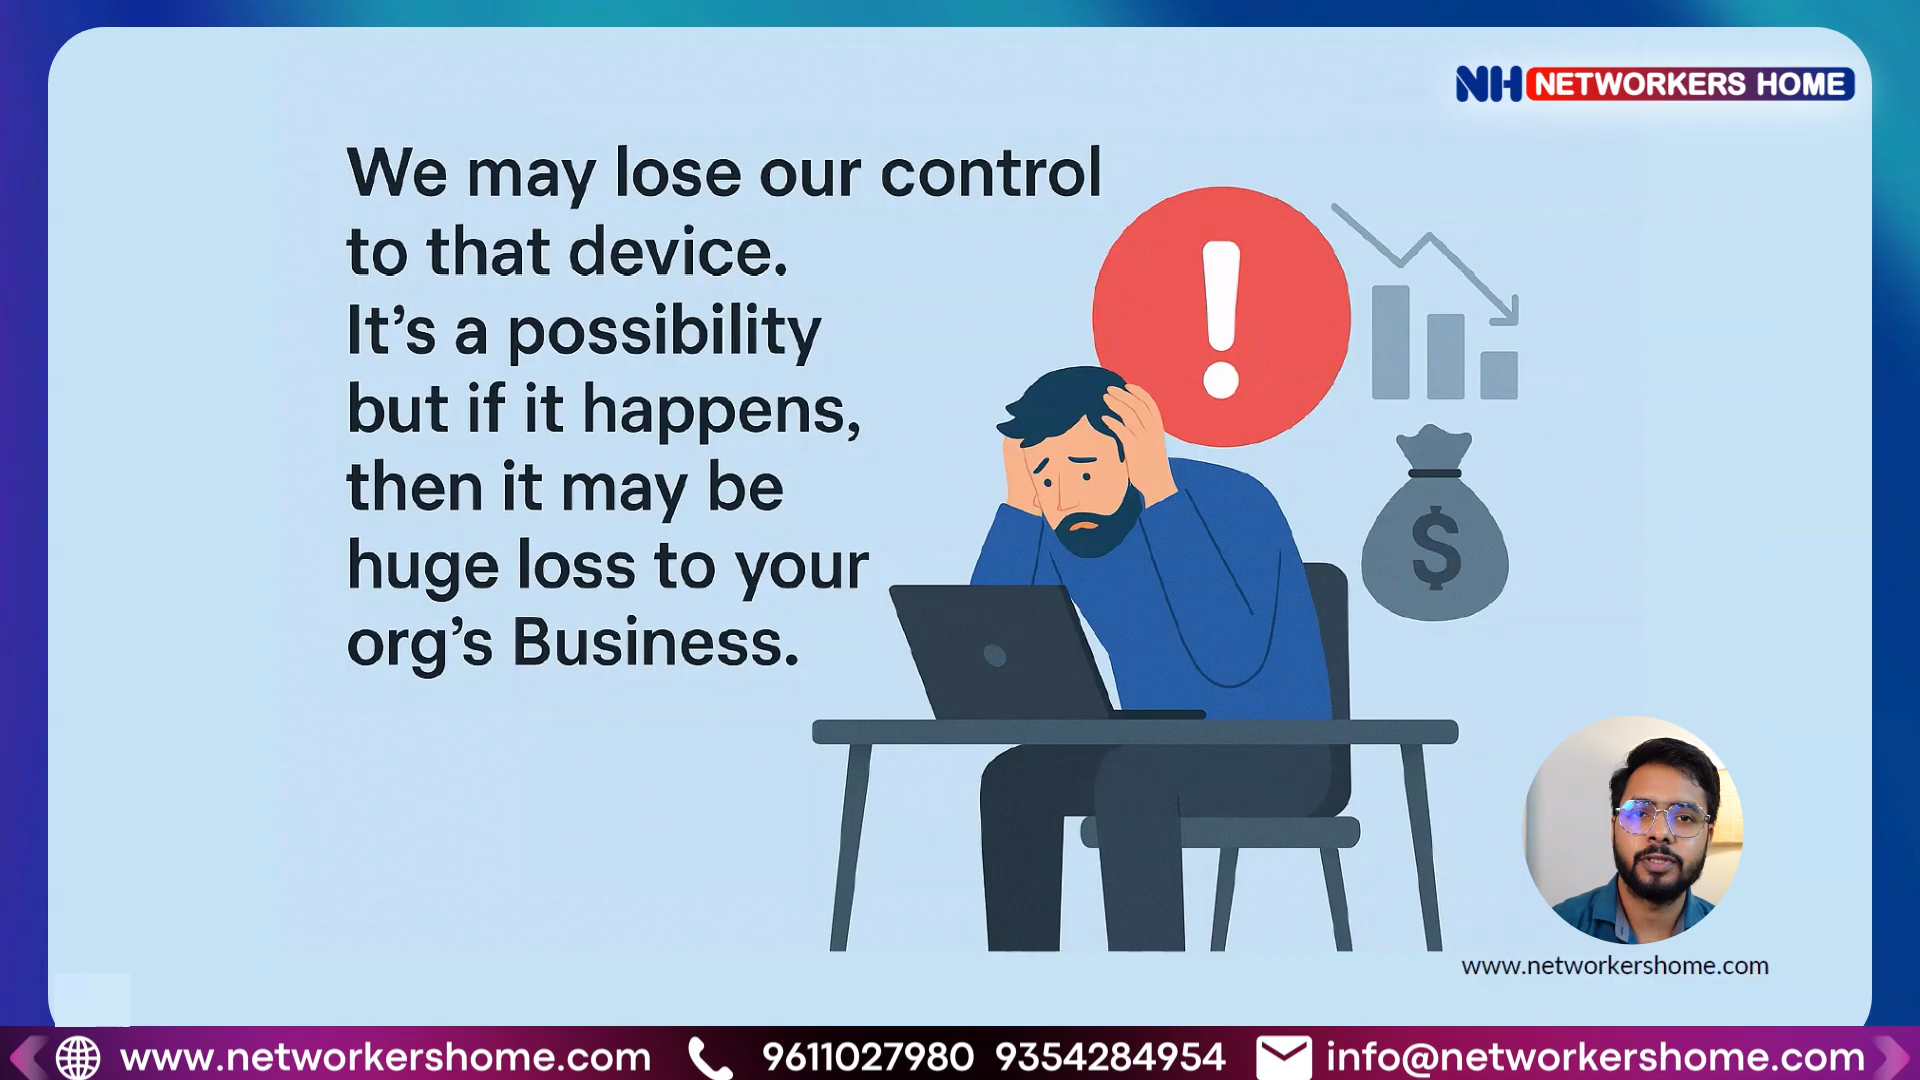 NH NETWORKERS HOME
We may lose our control
to that device.
It's a possibility
but if it happens,
then it may be
huge loss to your
org's Business.
$
www.networkershome.com
www.networkershome.com 9611027980 9354284954 info@networkershome.com